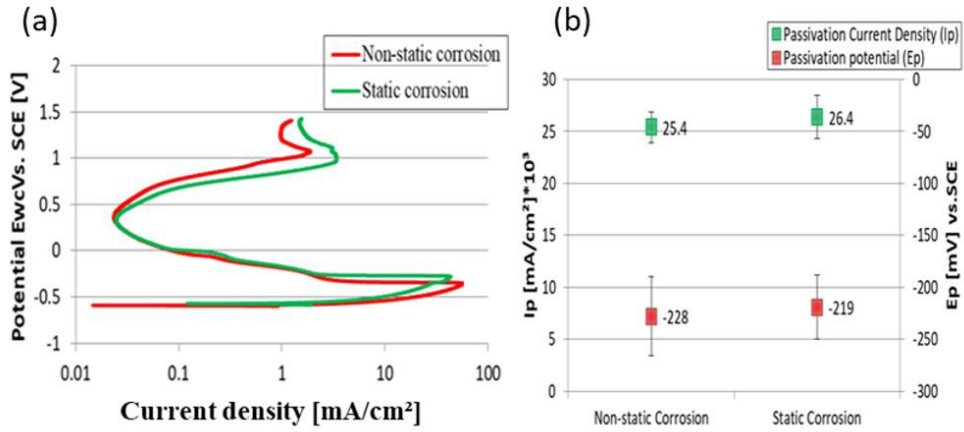 (a)
Non-static corrosion
Static corrosion
Potential EwcVs. SCE [V]
2
1.5
1
0.5
0
-0.5
-1
0.01 0.1 1 10 100
Current density [mA/cm²]
(b)
Passivation Current Density (Ip)
Passivation potential (Ep)
Ip [mA/cm²]*10³
30
25
20
15
10
5
0
25.4
26.4
-228
-219
0
-50
-100
-150
-200
-250
-300
Ep [mV] vs.SCE
Non-static Corrosion Static Corrosion